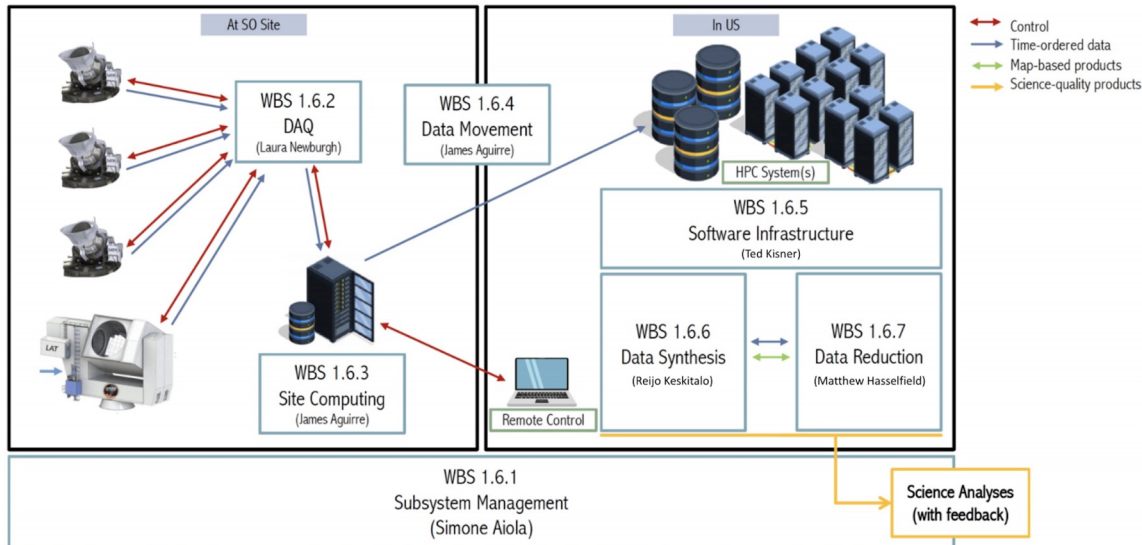 At SO Site
In US
Control
Time-ordered data
Map-based products
Science-quality products
WBS 1.6.2
DAQ
(Laura Newburgh)
WBS 1.6.4
Data Movement
(James Aguirre)
HPC System(s)
WBS 1.6.5
Software Infrastructure
(Ted Kisner)
LAT
WBS 1.6.3
Site Computing
(James Aguirre)
Remote Control
WBS 1.6.6
Data Synthesis
(Reijo Keskitalo)
WBS 1.6.7
Data Reduction
(Matthew Hasselfield)
WBS 1.6.1
Subsystem Management
(Simone Aiola)
Science Analyses
(with feedback)